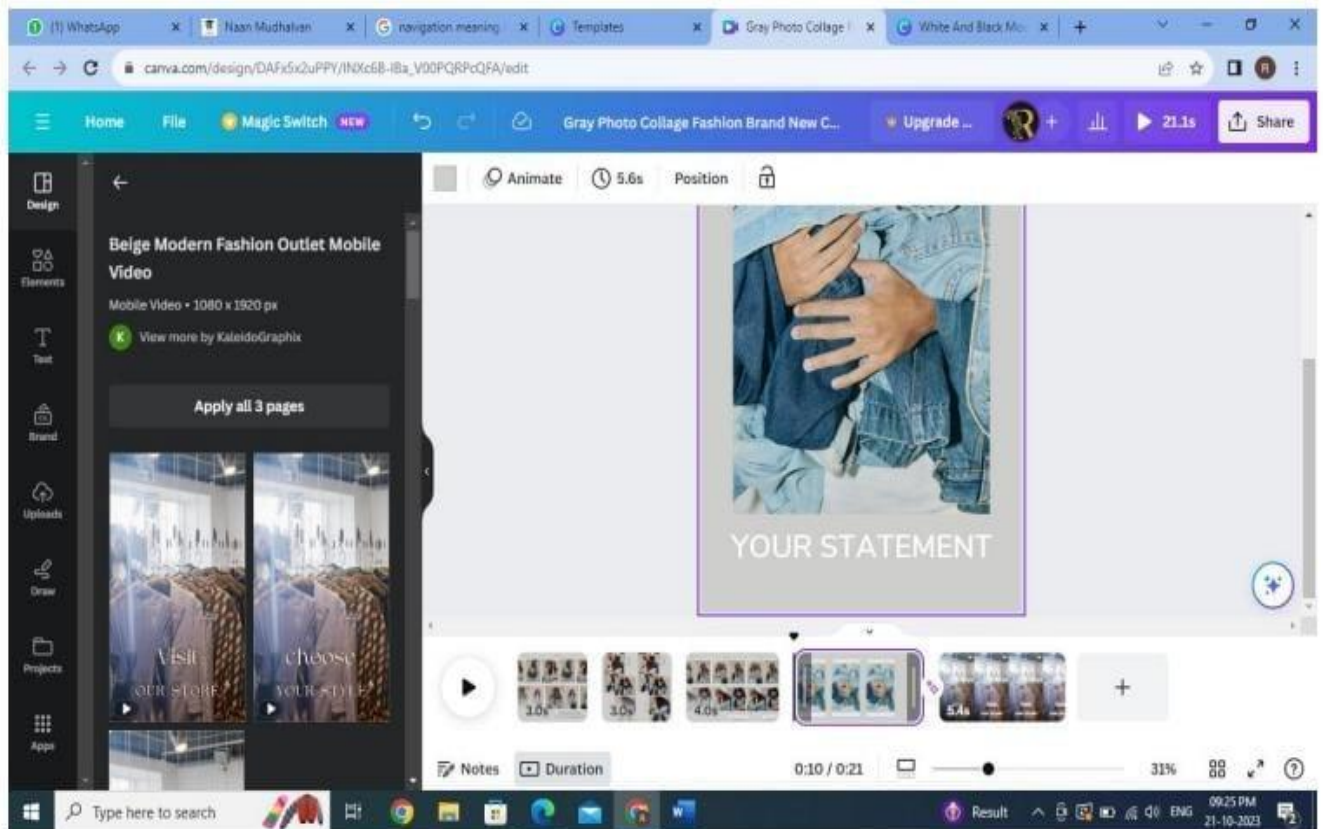 (1) WhatsApp
Naan Mudhalvan
navigation meaning
Templates
Gray Photo Collage
White And Black Mo
canva.com/design/DAFx5x2uPPY/INXc6B-IBa_V00PQRPcQFA/edit
Home
File
Magic Switch NEW
Gray Photo Collage Fashion Brand New C...
Upgrade ...
21.1s
Share
Design
Elements
Text
Brand
Uploads
Draw
Projects
Apps
Beige Modern Fashion Outlet Mobile
Video
Mobile Video • 1080 x 1920 px
K View more by KaleidoGraphix
Apply all 3 pages
Visit
OUR STORE
choose
YOUR STYLE
Animate
5.6s
Position
YOUR STATEMENT
3.0s
3.0s
4.0s
5.4s
Notes
Duration
0:10 / 0:21
31%
Type here to search
Result
ENG
09:25 PM
21-10-2023